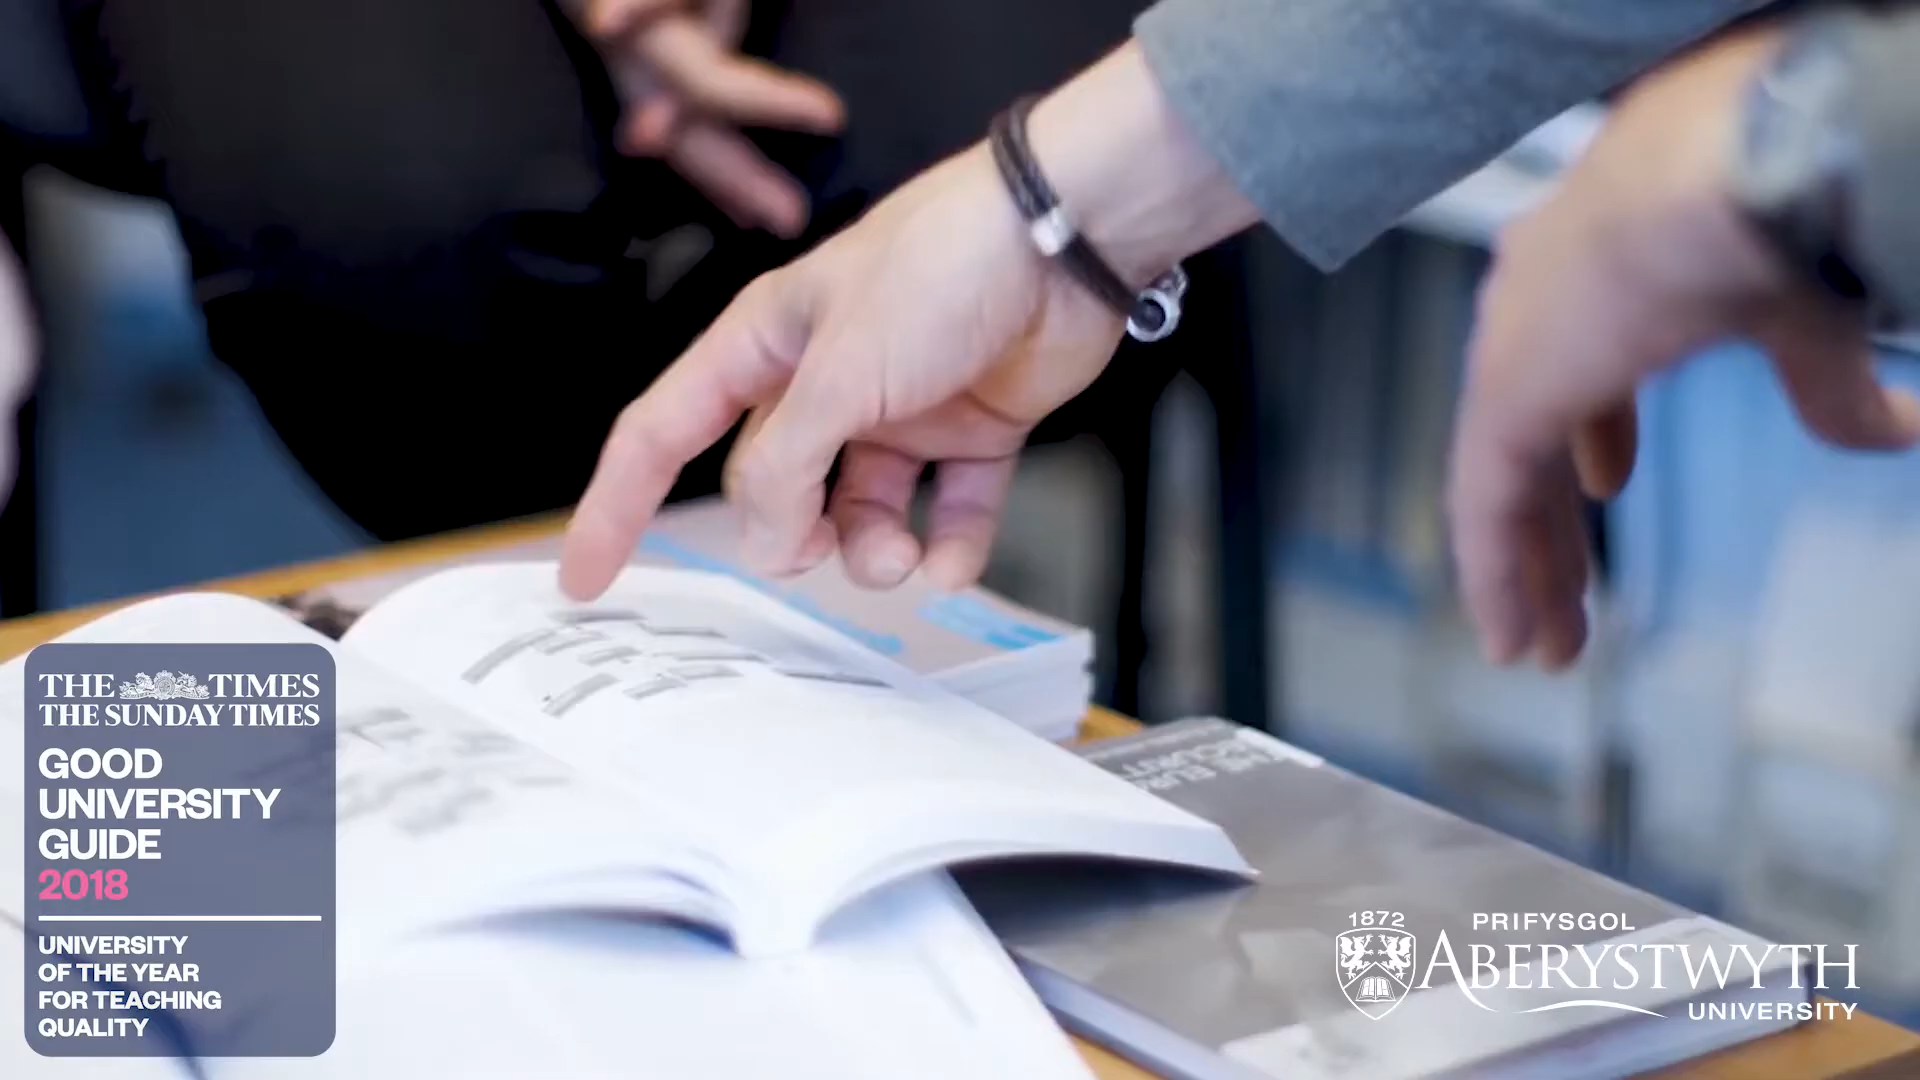 THE TIMES
THE SUNDAY TIMES
GOOD
UNIVERSITY
GUIDE
2018
UNIVERSITY
OF THE YEAR
FOR TEACHING
QUALITY
1872
PRIFYSGOL
ABERYSTWYTH
UNIVERSITY